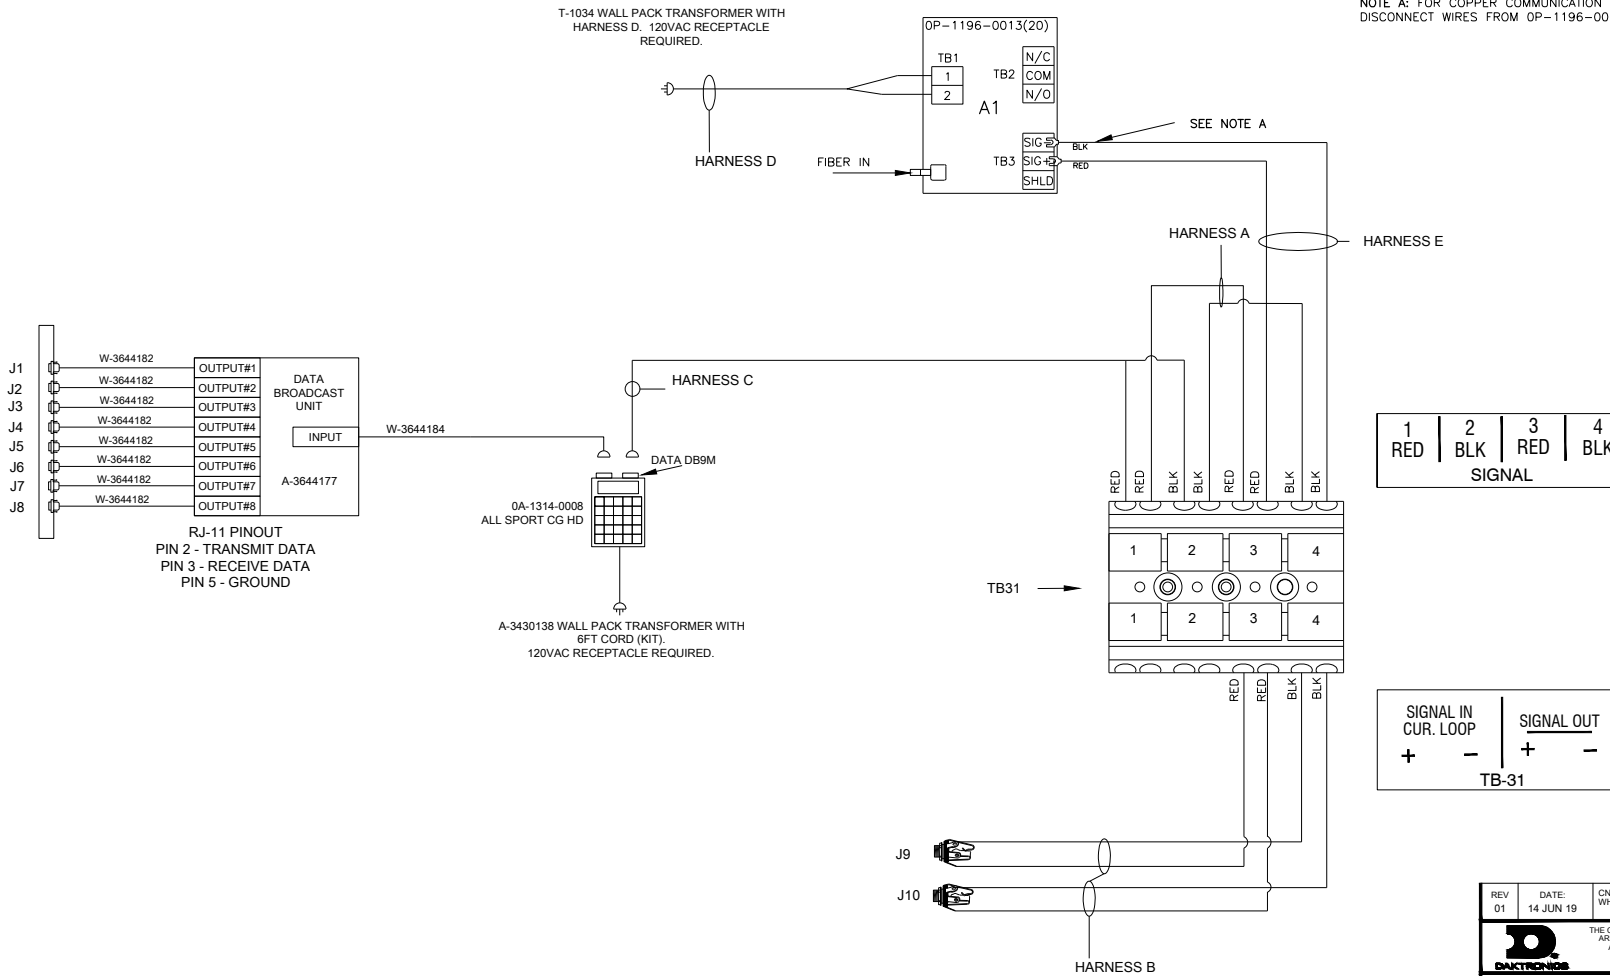 T-1034 WALL PACK TRANSFORMER WITH
HARNESS D. 120VAC RECEPTACLE
REQUIRED.
NOTE A: FOR COPPER COMMUNICATION
DISCONNECT WIRES FROM 0P-1196-00
0P-1196-0013(20)
TB1
1
2
TB2
N/C
COM
N/O
A1
HARNESS D
FIBER IN
TB3
SIG-
SIG+
SHLD
BLK
RED
SEE NOTE A
HARNESS A
HARNESS E
J1
J2
J3
J4
J5
J6
J7
J8
W-3644182
W-3644182
W-3644182
W-3644182
W-3644182
W-3644182
W-3644182
W-3644182
OUTPUT#1
OUTPUT#2
OUTPUT#3
OUTPUT#4
OUTPUT#5
OUTPUT#6
OUTPUT#7
OUTPUT#8
DATA
BROADCAST
UNIT
INPUT
A-3644177
W-3644184
RJ-11 PINOUT
PIN 2 - TRANSMIT DATA
PIN 3 - RECEIVE DATA
PIN 5 - GROUND
HARNESS C
DATA DB9M
0A-1314-0008
ALL SPORT CG HD
A-3430138 WALL PACK TRANSFORMER WITH
6FT CORD (KIT).
120VAC RECEPTACLE REQUIRED.
RED
RED
BLK
BLK
RED
RED
BLK
BLK
1 2 3 4
TB31
1 2 3 4
RED
RED
BLK
BLK
1 2 3 4
RED BLK RED BLK
SIGNAL
SIGNAL IN
CUR. LOOP
+ -
SIGNAL OUT
+ -
TB-31
J9
J10
HARNESS B
REV
01
DATE:
14 JUN 19
DAKTRONICS